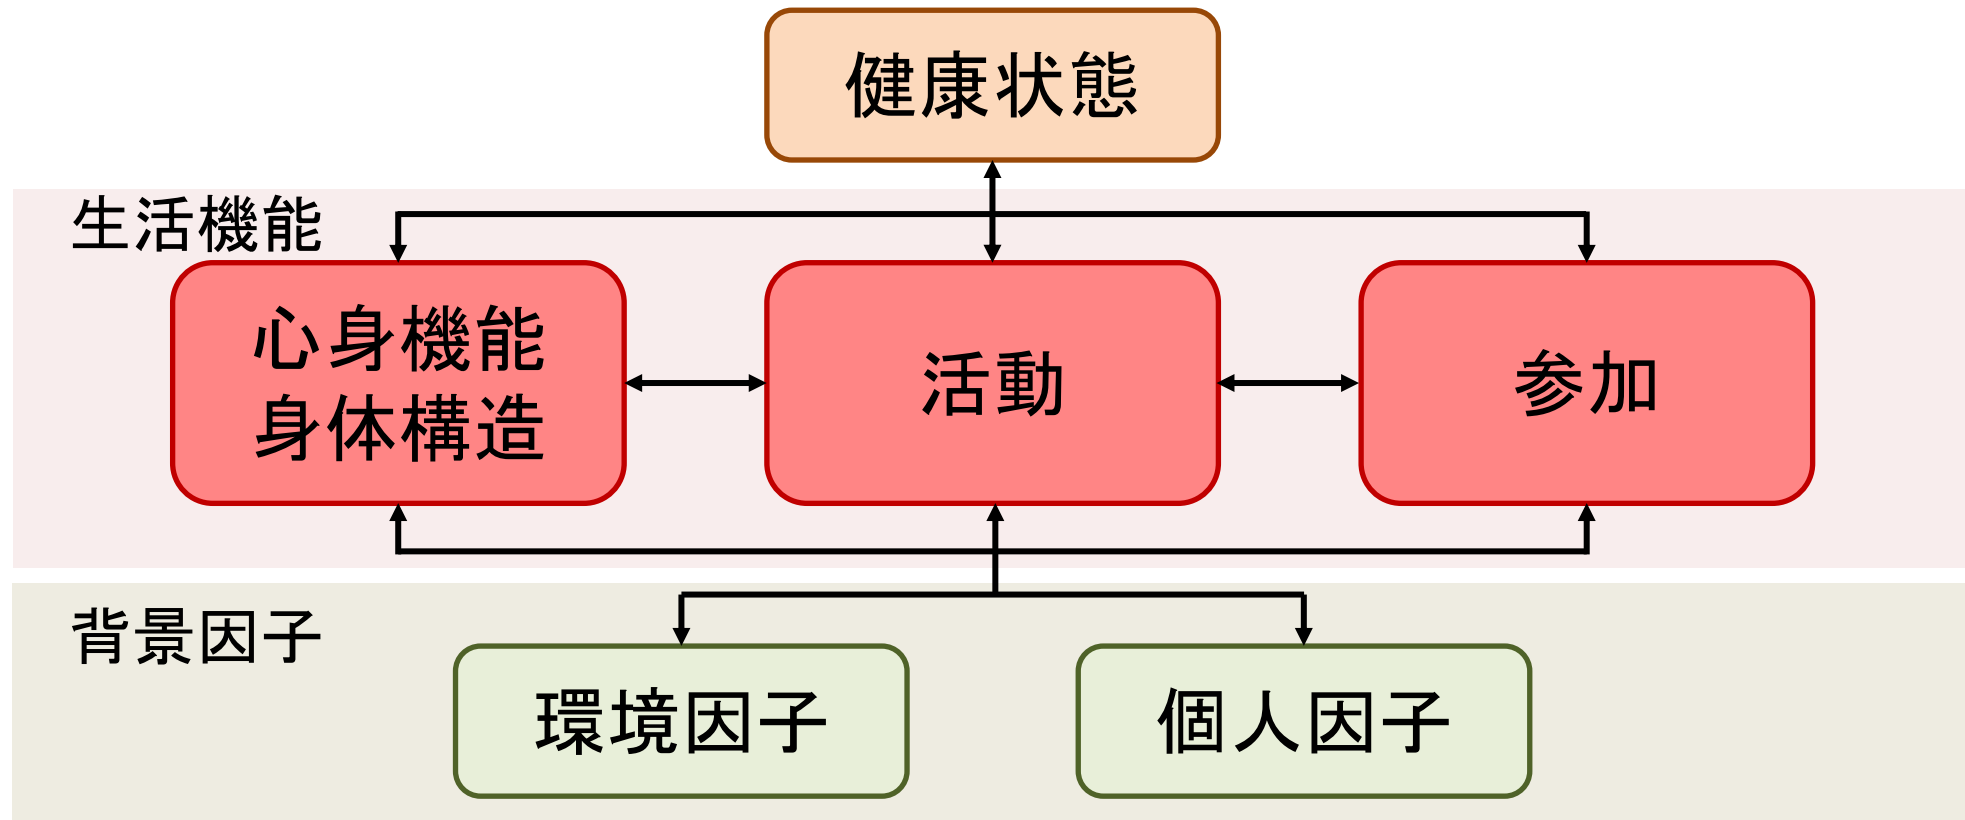 健康状態
生活機能
心身機能
身体構造
活動
参加
背景因子
環境因子
個人因子